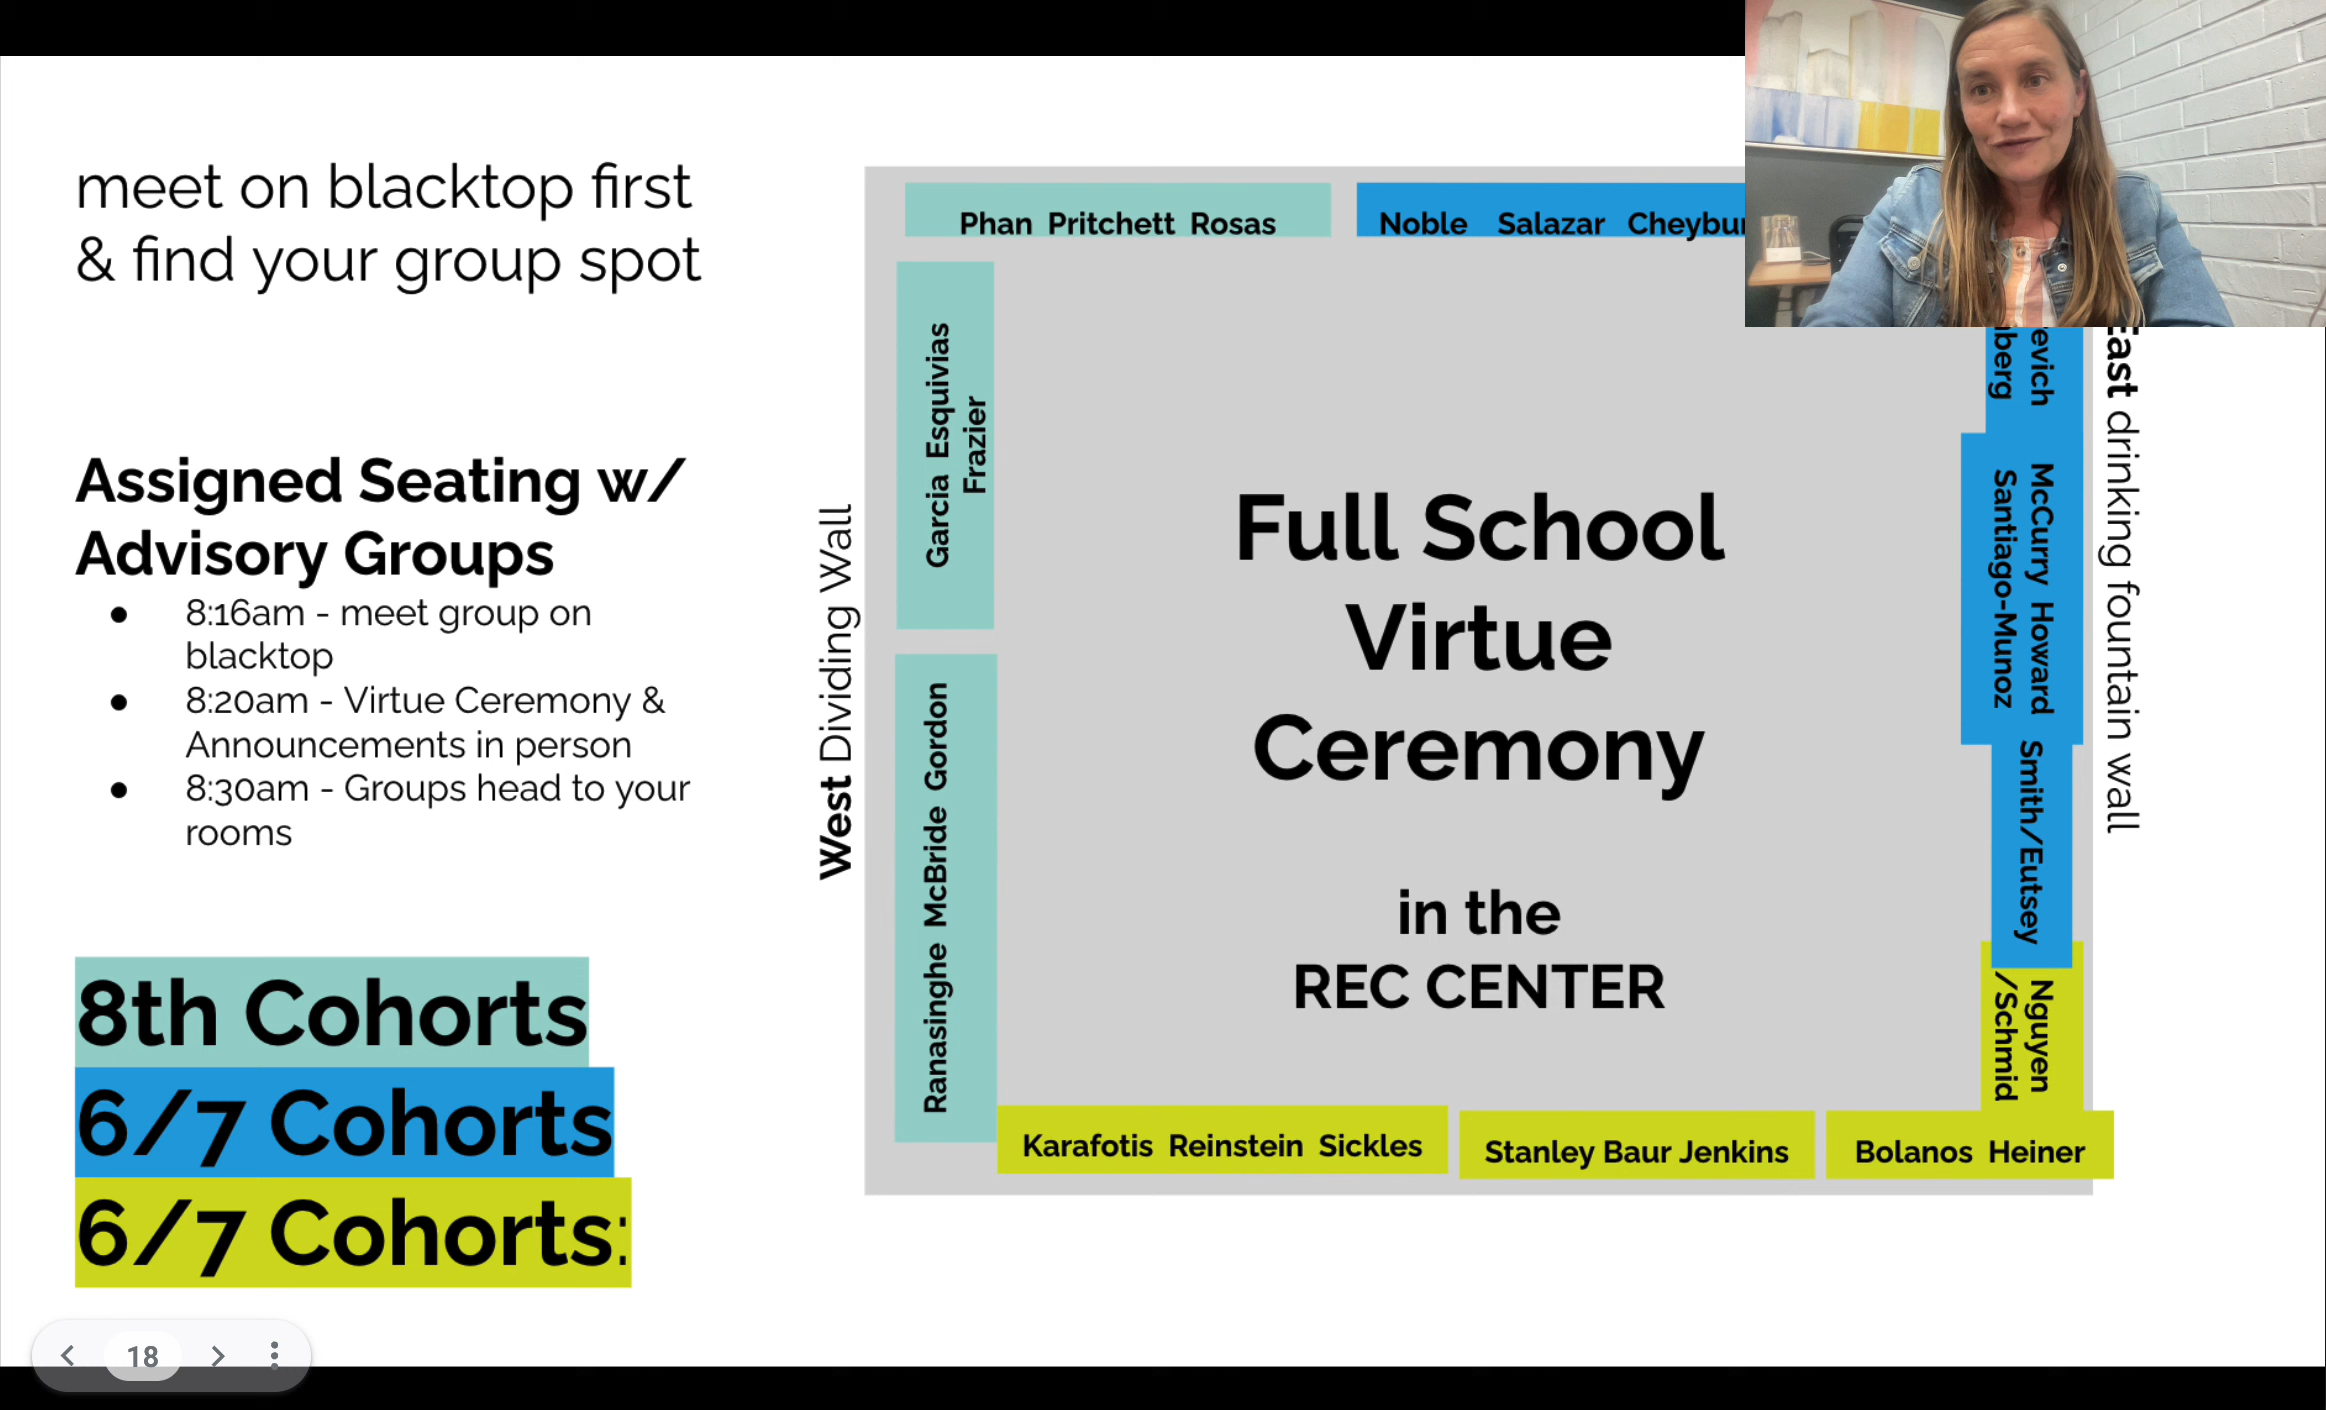 meet on blacktop first
& find your group spot
Assigned Seating w/
Advisory Groups
● 8:16am - meet group on
blacktop
● 8:20am - Virtue Ceremony &
Announcements in person
● 8:30am - Groups head to your
rooms
8th Cohorts
6/7 Cohorts
6/7 Cohorts:
West Dividing Wall
Phan Pritchett Rosas
Noble Salazar
Garcia Esquivias
Frazier
Ranasinghe McBride Gordon
Full School
Virtue
Ceremony
in the
REC CENTER
McCurry Howard
Santiago-Munoz
Smith/Eutsey
Nguyen
/Schmid
East drinking fountain wall
Karafotis Reinstein Sickles
Stanley Baur Jenkins
Bolanos Heiner
18